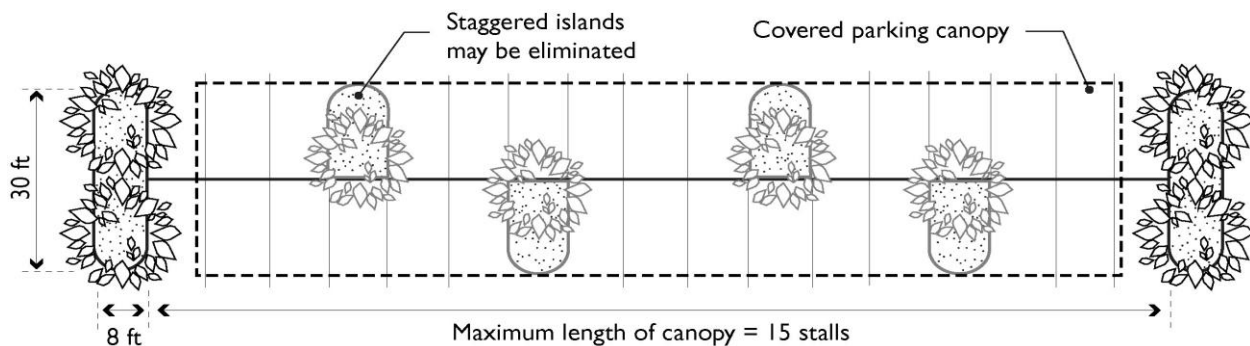 Staggered islands
may be eliminated
Covered parking canopy
30 ft
8 ft
Maximum length of canopy = 15 stalls